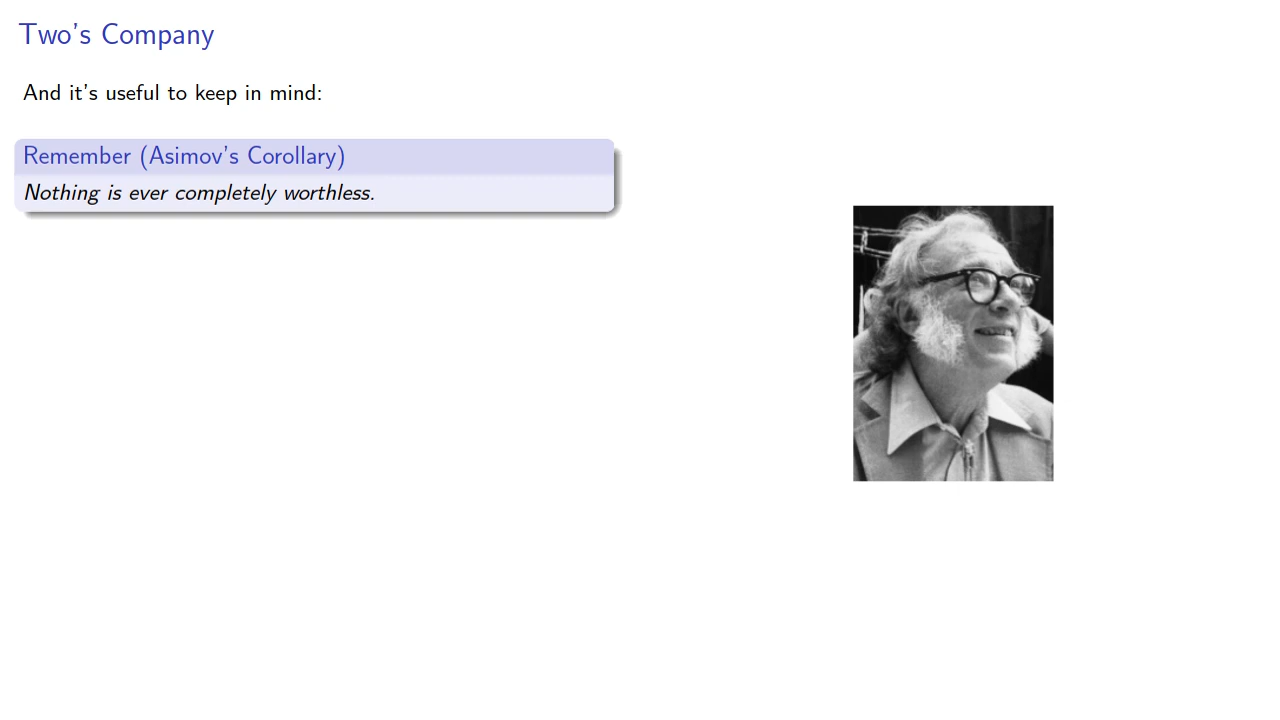 Two's Company
And it's useful to keep in mind:
Remember (Asimov's Corollary)
Nothing is ever completely worthless.